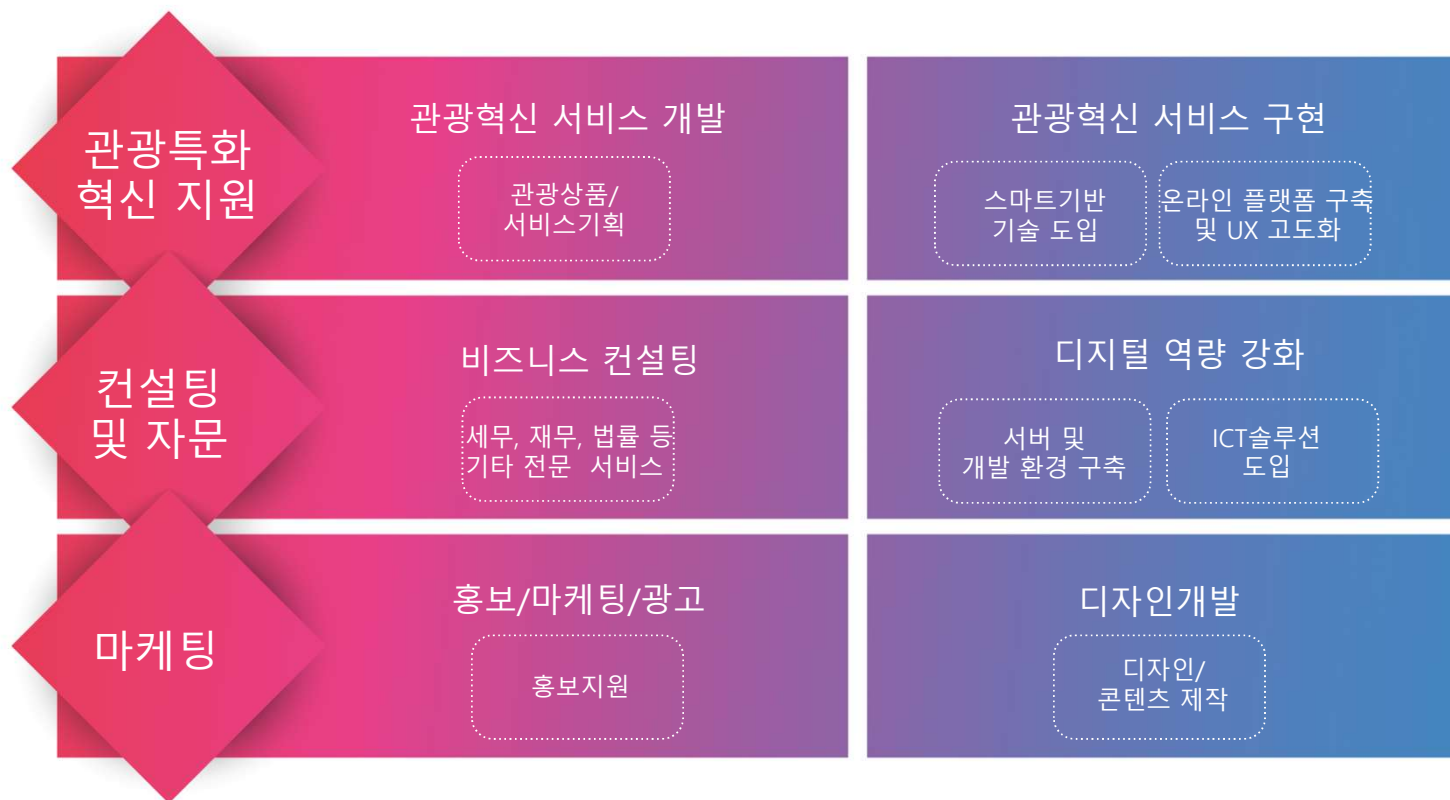 관광특화
혁신 지원
관광혁신 서비스 개발
관광상품/
서비스기획
관광혁신 서비스 구현
스마트기반
기술 도입
온라인 플랫폼 구축
및 UX 고도화
컨설팅
및 자문
비즈니스 컨설팅
세무, 재무, 법률 등
기타 전문 서비스
디지털 역량 강화
서버 및
개발 환경 구축
ICT솔루션
도입
마케팅
홍보/마케팅/광고
홍보지원
디자인개발
디자인/
콘텐츠 제작